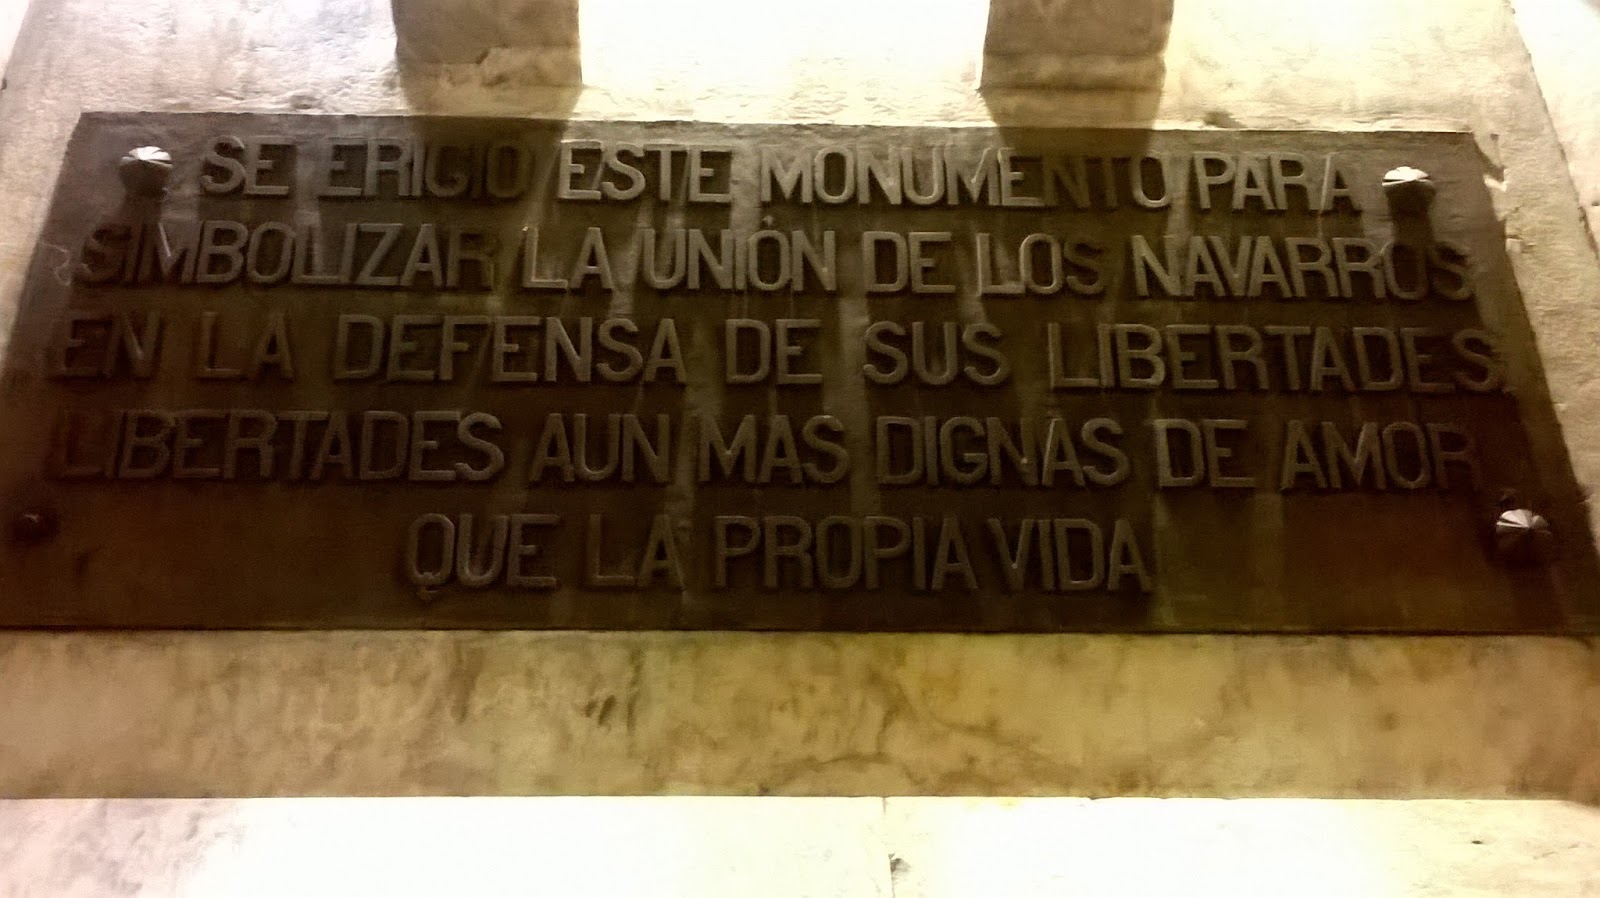 SE ERIGIO ESTE MONUMENTO PARA
SIMBOLIZAR LA UNIÓN DE LOS NAVARROS
EN LA DEFENSA DE SUS LIBERTADES,
LIBERTADES AUN MAS DIGNAS DE AMOR
QUE LA PROPIA VIDA